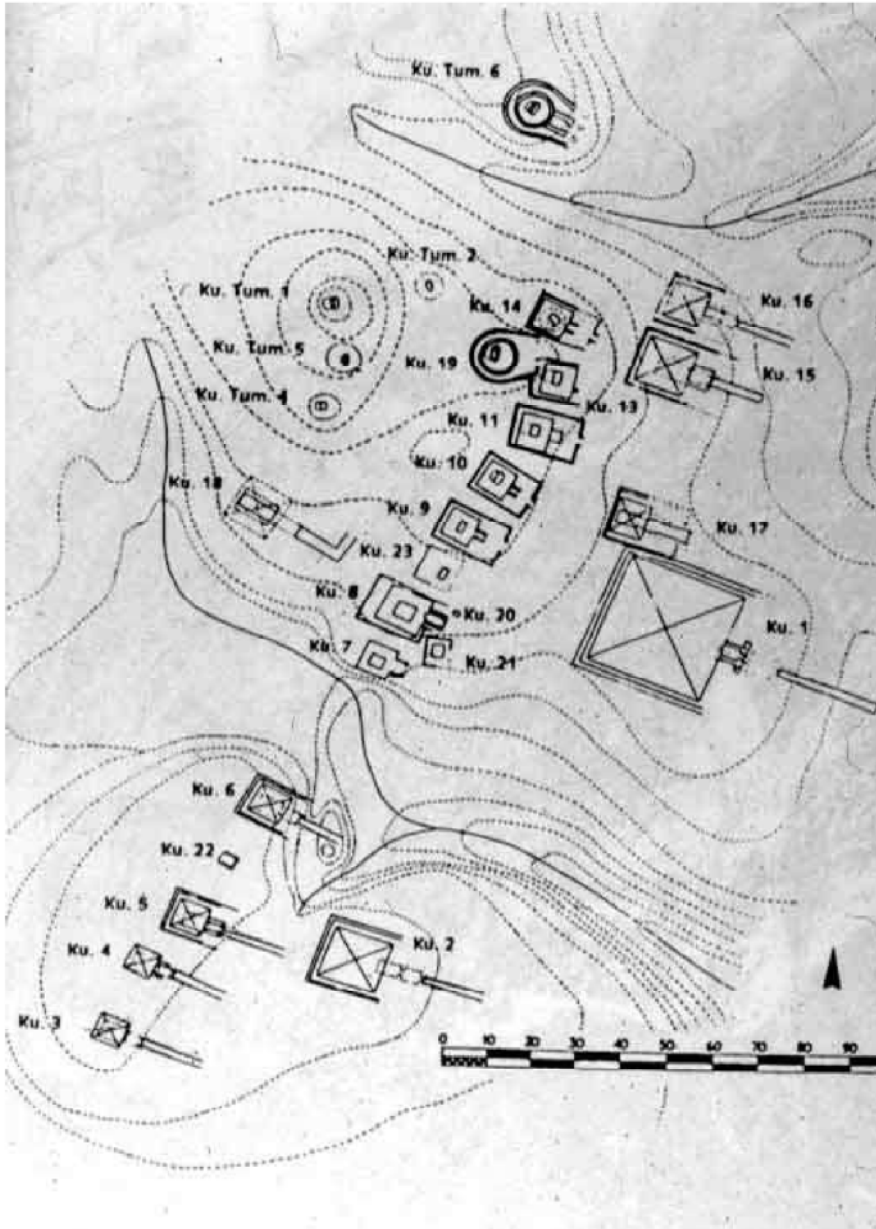 Ku. Tum. 6
Ku. Tum. 2
Ku. Tum. 1
Ku. 14
Ku. 16
Ku. Tum. 5
Ku. 19
Ku. 15
Ku. Tum. 4
Ku. 13
Ku. 11
Ku. 10
Ku. 18
Ku. 9
Ku. 17
Ku. 23
Ku. 8
Ku. 20
Ku. 1
Ku. 7
Ku. 21
Ku. 6
Ku. 22
Ku. 5
Ku. 2
Ku. 4
Ku. 3
0 10 20 30 40 50 60 70 80 90